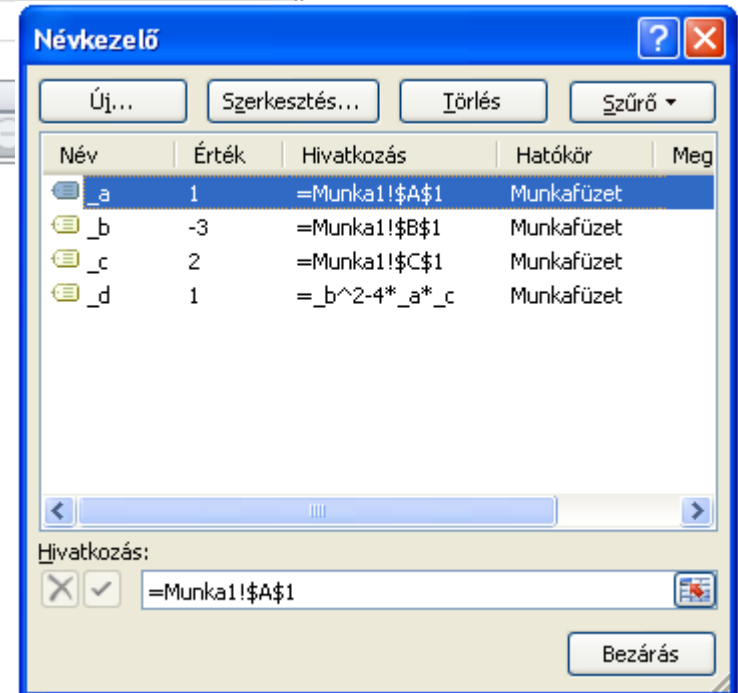 Névkezelő
Új... Szerkesztés... Törlés Szűrő
Név Érték Hivatkozás Hatókör Meg
_a 1 =Munka1!$A$1 Munkafüzet
_b -3 =Munka1!$B$1 Munkafüzet
_c 2 =Munka1!$C$1 Munkafüzet
_d 1 =_b^2-4*_a*_c Munkafüzet
Hivatkozás:
=Munka1!$A$1
Bezárás